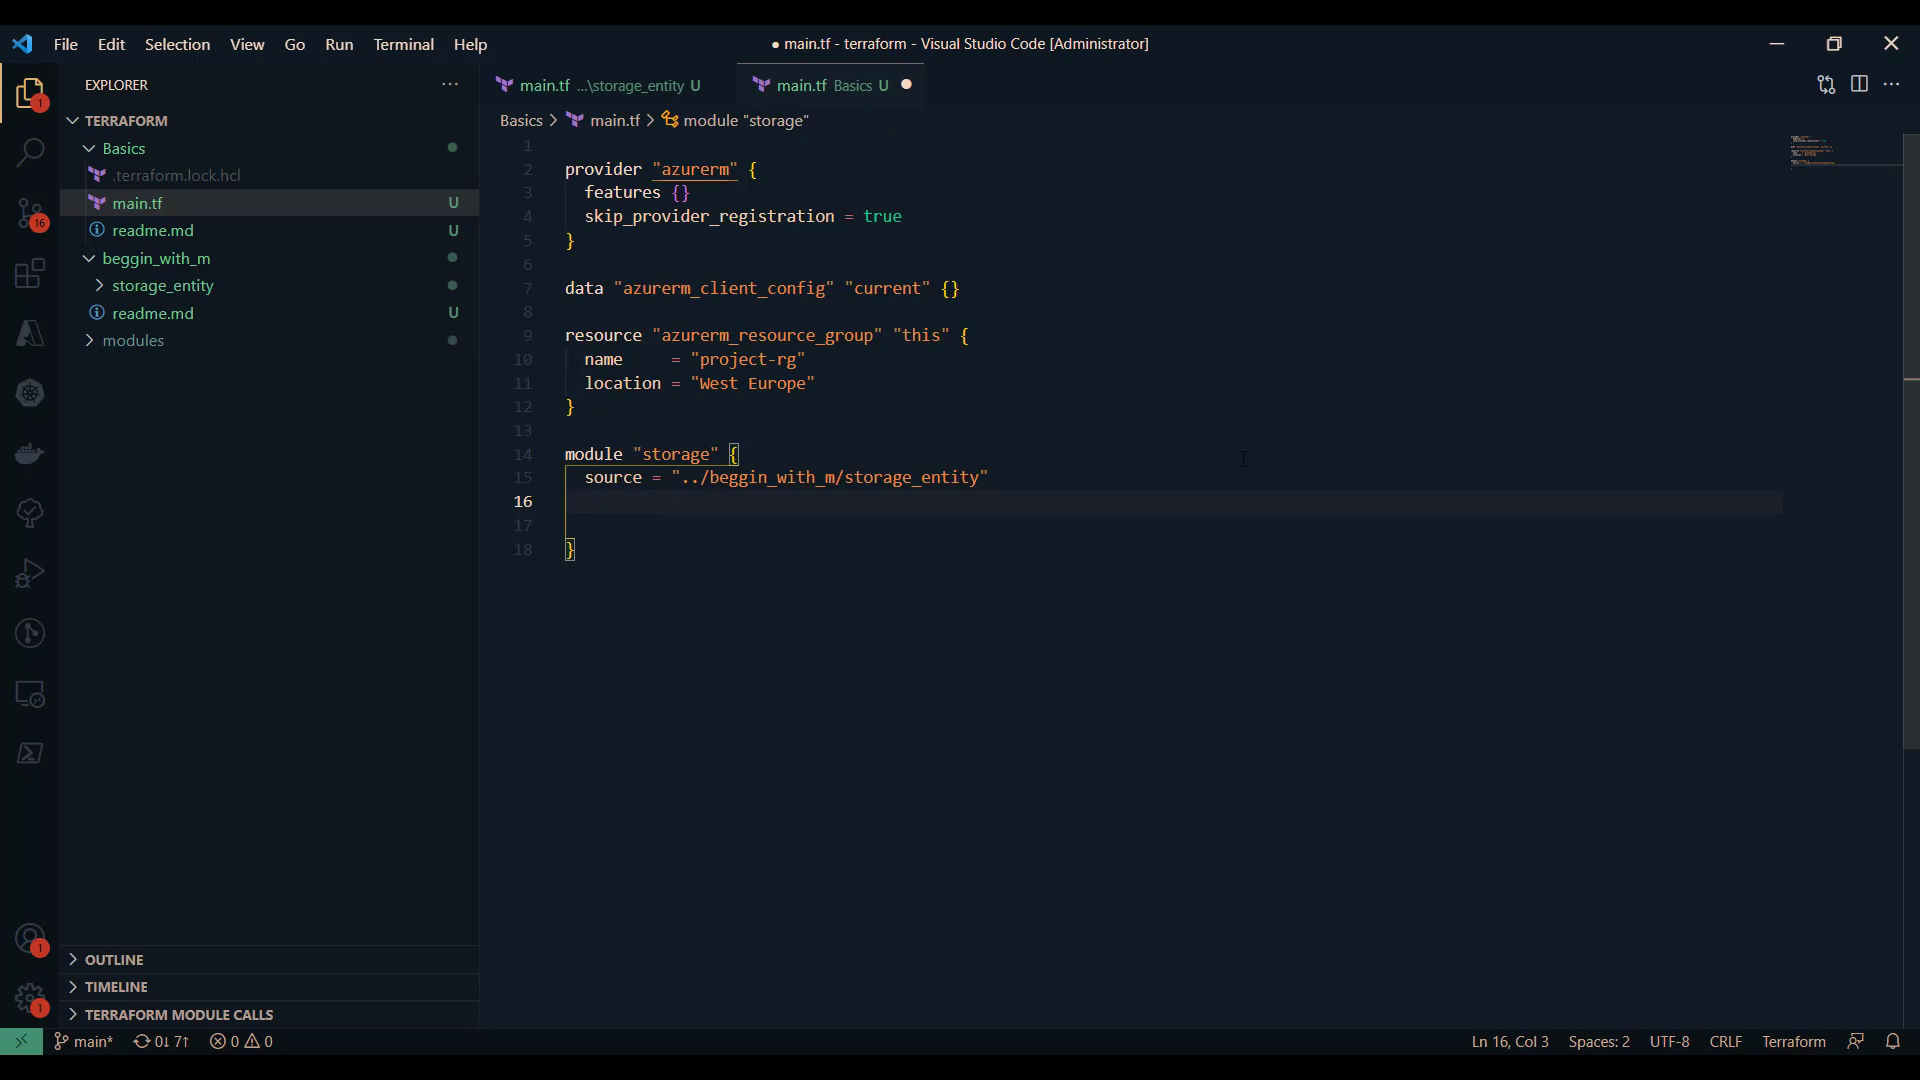 File Edit Selection View Go Run Terminal Help
● main.tf - terraform - Visual Studio Code [Administrator]
EXPLORER
main.tf ...\storage_entity U
main.tf Basics U
Basics > main.tf > module "storage"
TERRAFORM
Basics
.terraform.lock.hcl
main.tf U
readme.md U
beggin_with_m
storage_entity
readme.md U
modules
1
16
1
1
1
2 provider "azurerm" {
3 features {}
4 skip_provider_registration = true
5 }
6
7 data "azurerm_client_config" "current" {}
8
9 resource "azurerm_resource_group" "this" {
10 name     = "project-rg"
11 location = "West Europe"
12 }
13
14 module "storage" {
15 source = "../beggin_with_m/storage_entity"
16
17
18 }
OUTLINE
TIMELINE
TERRAFORM MODULE CALLS
main* 0↓ 7↑ 0 0
Ln 16, Col 3 Spaces: 2 UTF-8 CRLF Terraform